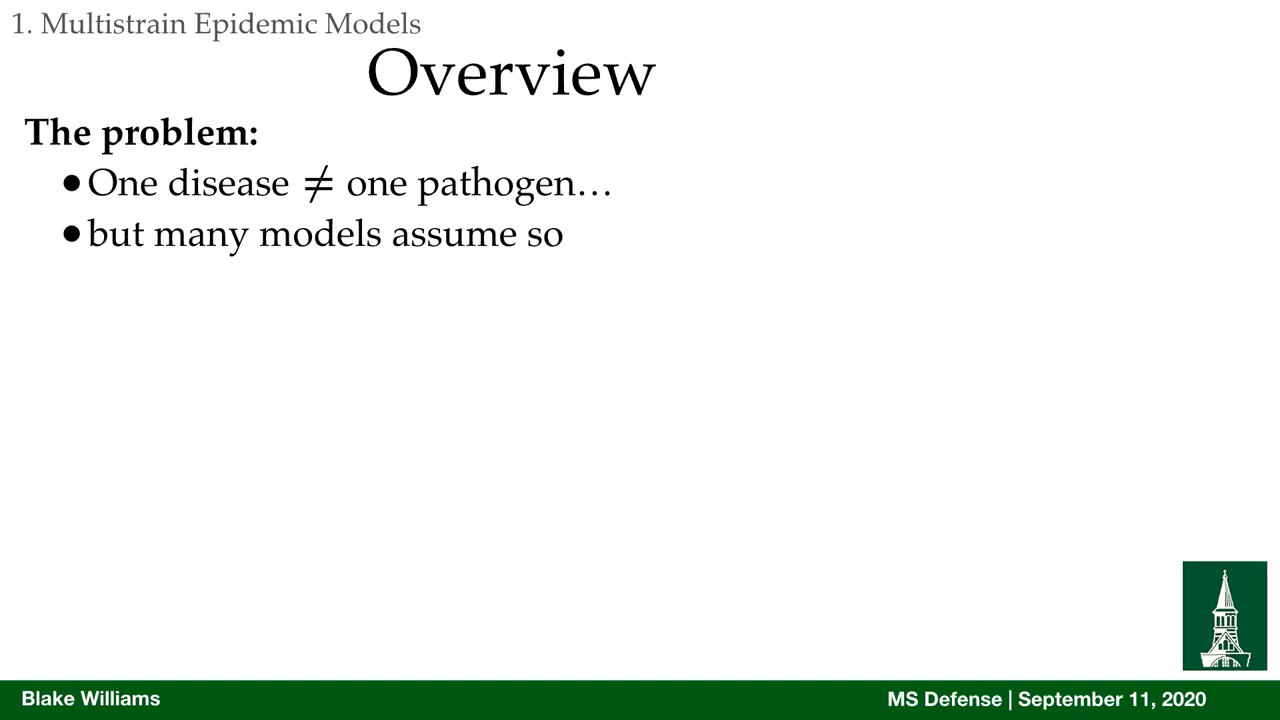 1. Multistrain Epidemic Models
Overview
The problem:
●One disease ≠ one pathogen…
●but many models assume so
Blake Williams
MS Defense | September 11, 2020